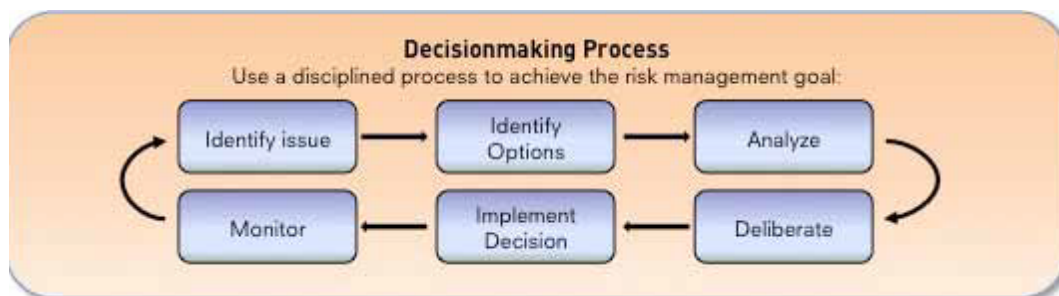 Decisionmaking Process
Use a disciplined process to achieve the risk management goal:
Identify issue
Identify
Options
Analyze
Deliberate
Implement
Decision
Monitor